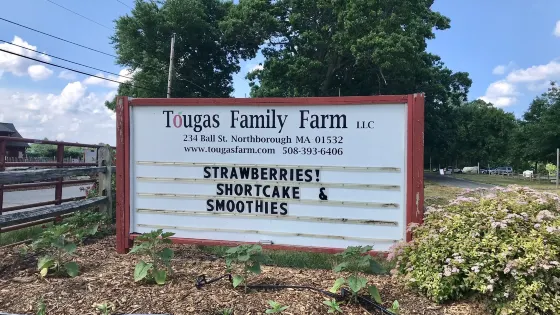 Tougas Family Farm LLC
234 Ball St. Northborough MA 01532
www.tougasfarm.com 508-393-6406
STRAWBERRIES!
SHORTCAKE &
SMOOTHIES